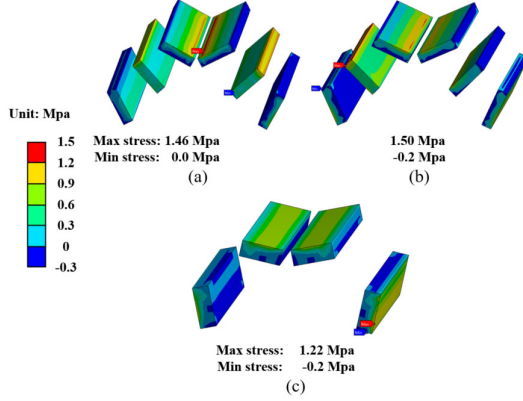 Unit: Mpa
1.5
1.2
0.9
0.6
0.3
0
-0.3
Max stress: 1.46 Mpa
Min stress: 0.0 Mpa
(a)
1.50 Mpa
-0.2 Mpa
(b)
Max stress: 1.22 Mpa
Min stress: -0.2 Mpa
(c)